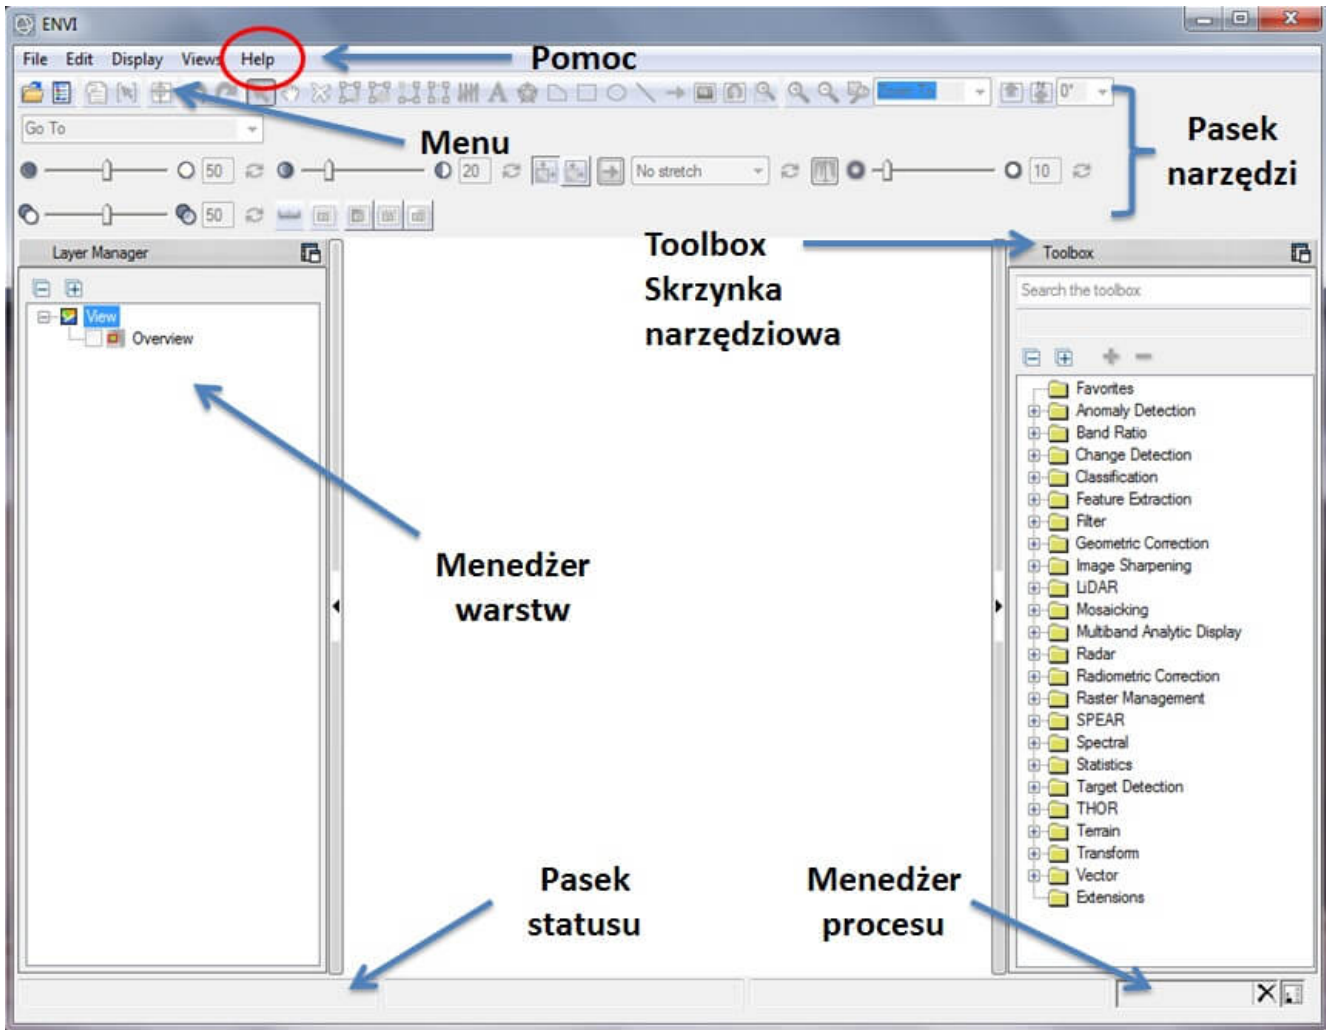 ENVI
File Edit Display Views Help
Pomoc
Go To
Menu
Pasek
narzędzi
0°
50
20
No stretch
10
50
Layer Manager
View
Overview
Toolbox
Skrzynka
narzędziowa
Toolbox
Search the toolbox
Favorites
Anomaly Detection
Band Ratio
Change Detection
Classification
Feature Extraction
Filter
Geometric Correction
Image Sharpening
LiDAR
Mosaicking
Multiband Analytic Display
Radar
Radiometric Correction
Raster Management
SPEAR
Spectral
Statistics
Target Detection
THOR
Terrain
Transform
Vector
Extensions
Menedżer
warstw
Pasek
statusu
Menedżer
procesu